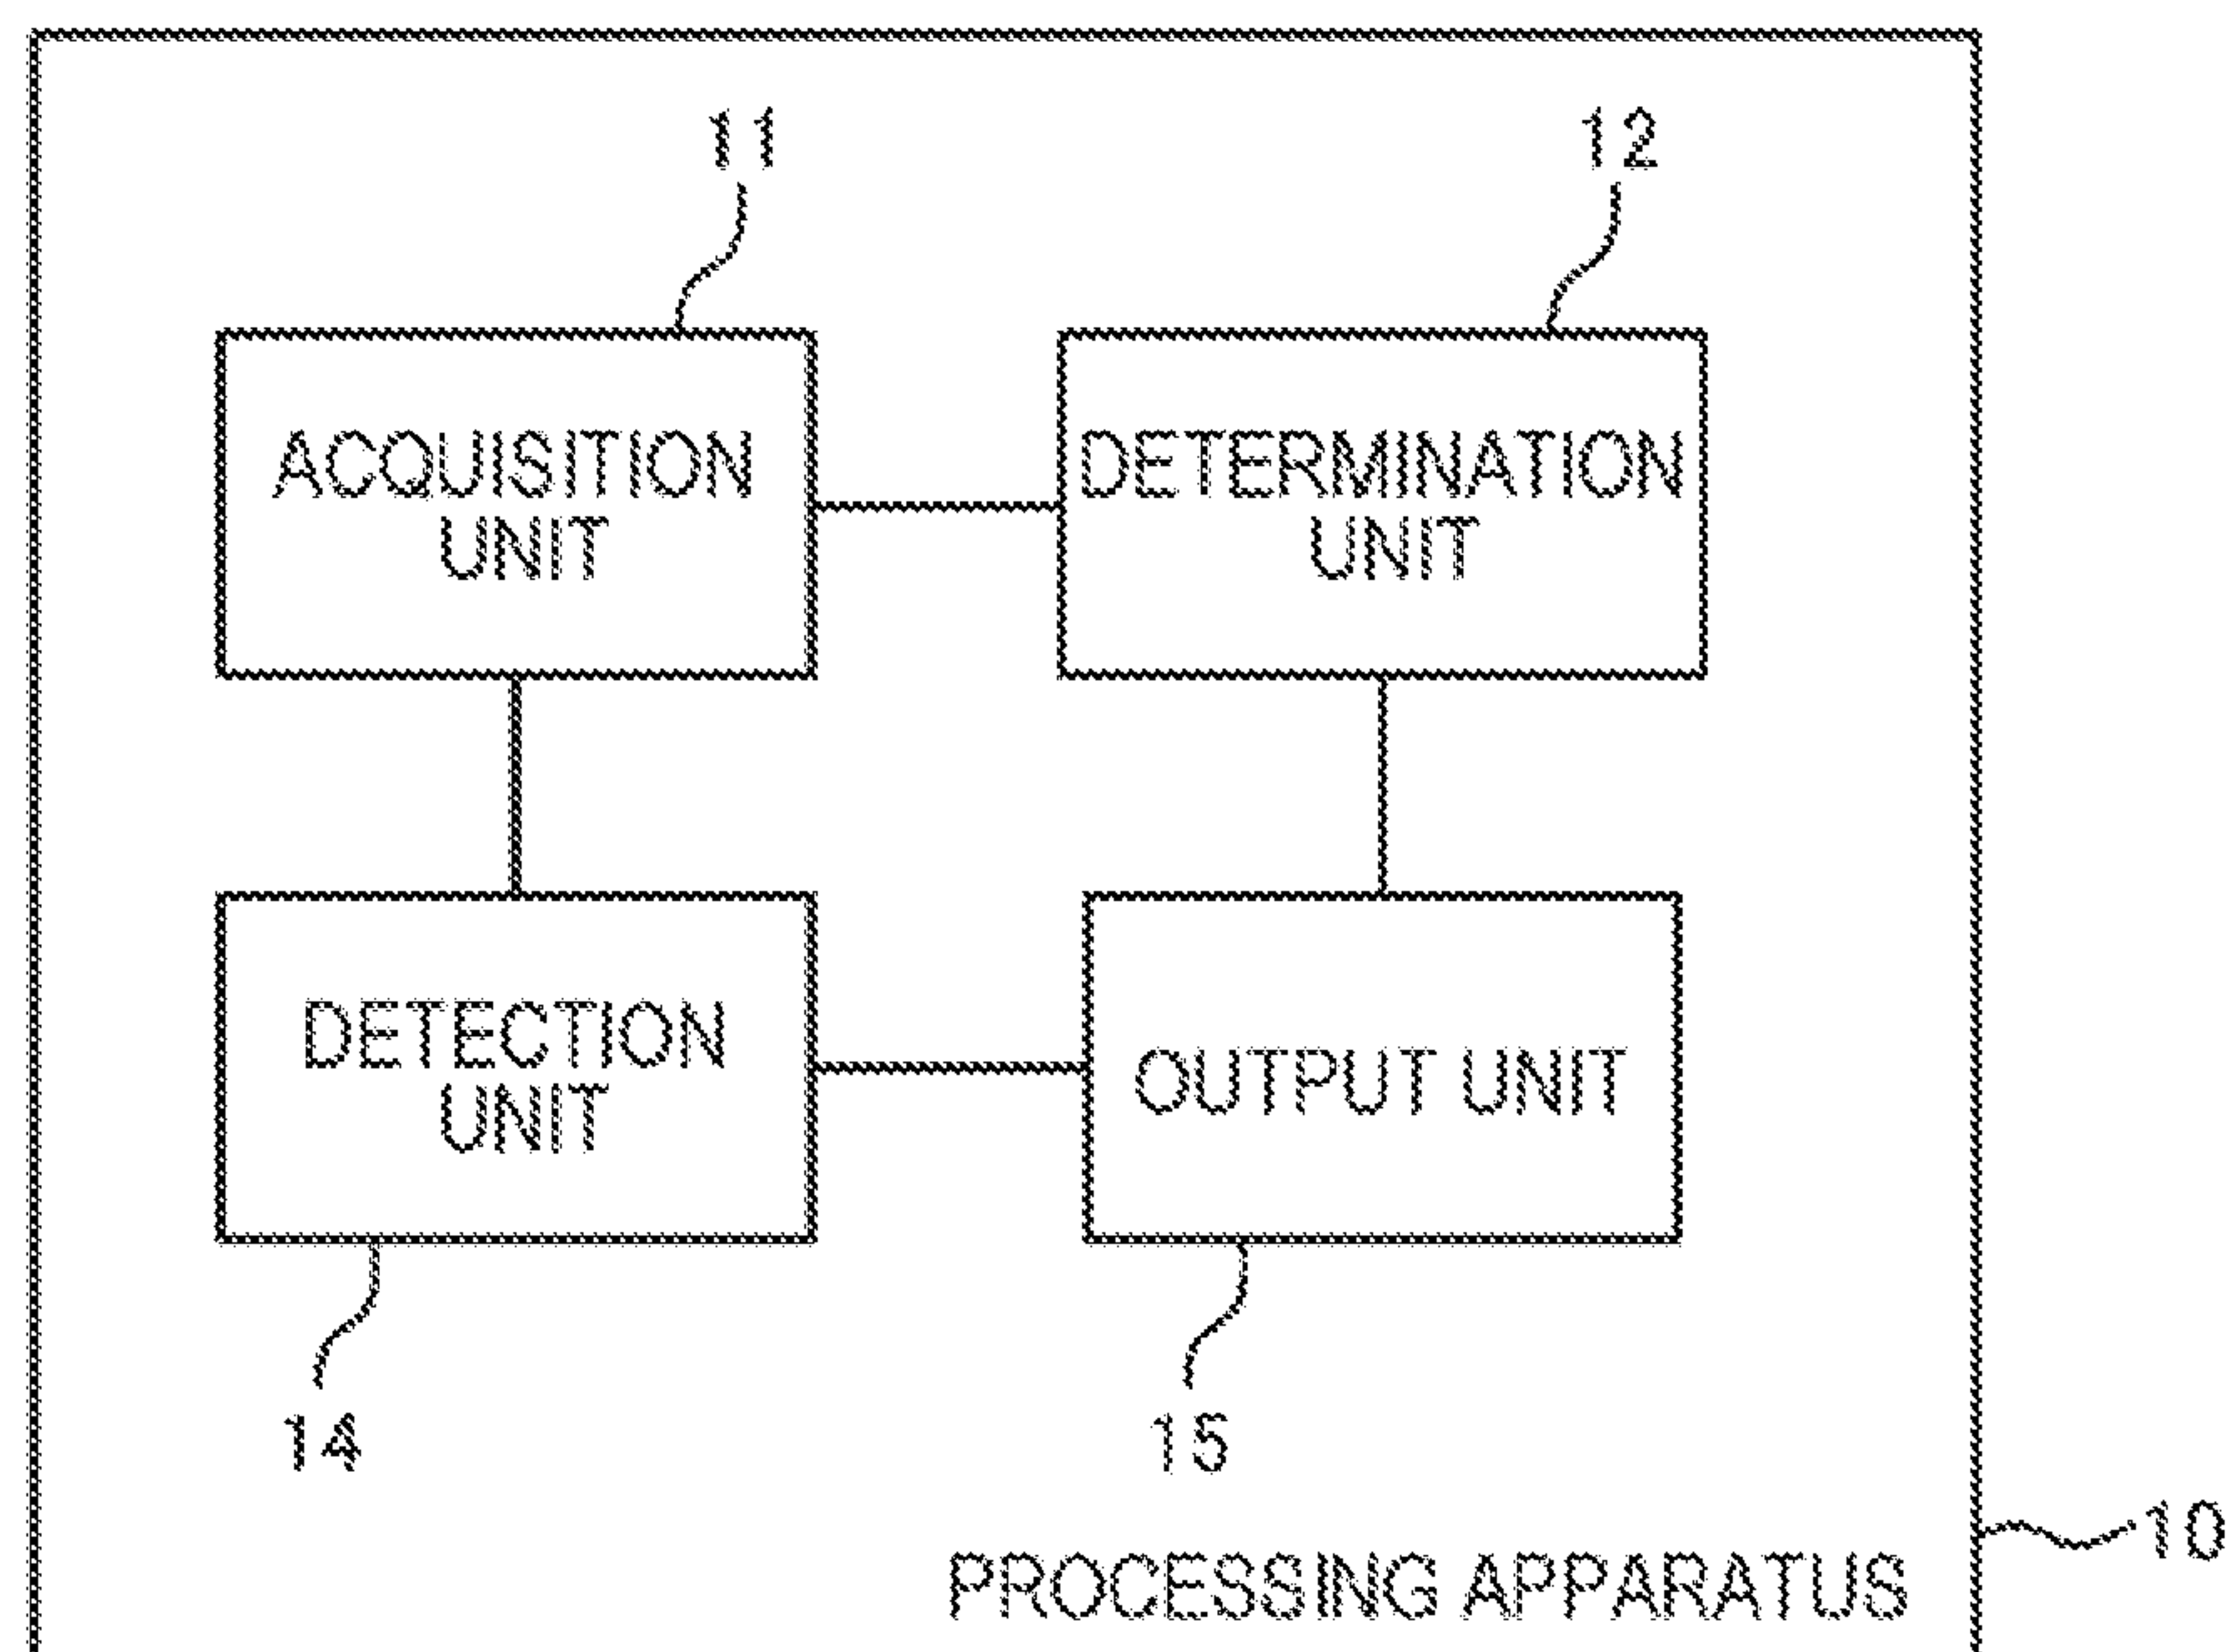 11
12
ACQUISITION
UNIT
DETERMINATION
UNIT
DETECTION
UNIT
OUTPUT UNIT
14
15
10
PROCESSING APPARATUS